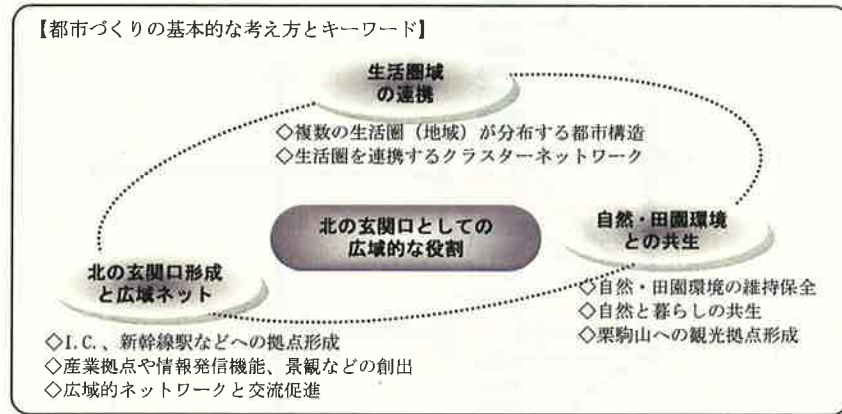 【都市づくりの基本的な考え方とキーワード】
生活圏域
の連携
◇複数の生活圏（地域）が分布する都市構造
◇生活圏を連携するクラスターネットワーク
北の玄関口としての
広域的な役割
自然・田園環境
との共生
◇自然・田園環境の維持保全
◇自然と暮らしの共生
◇栗駒山への観光拠点形成
北の玄関口形成
と広域ネット
◇I.C.、新幹線駅などへの拠点形成
◇産業拠点や情報発信機能、景観などの創出
◇広域的ネットワークと交流促進